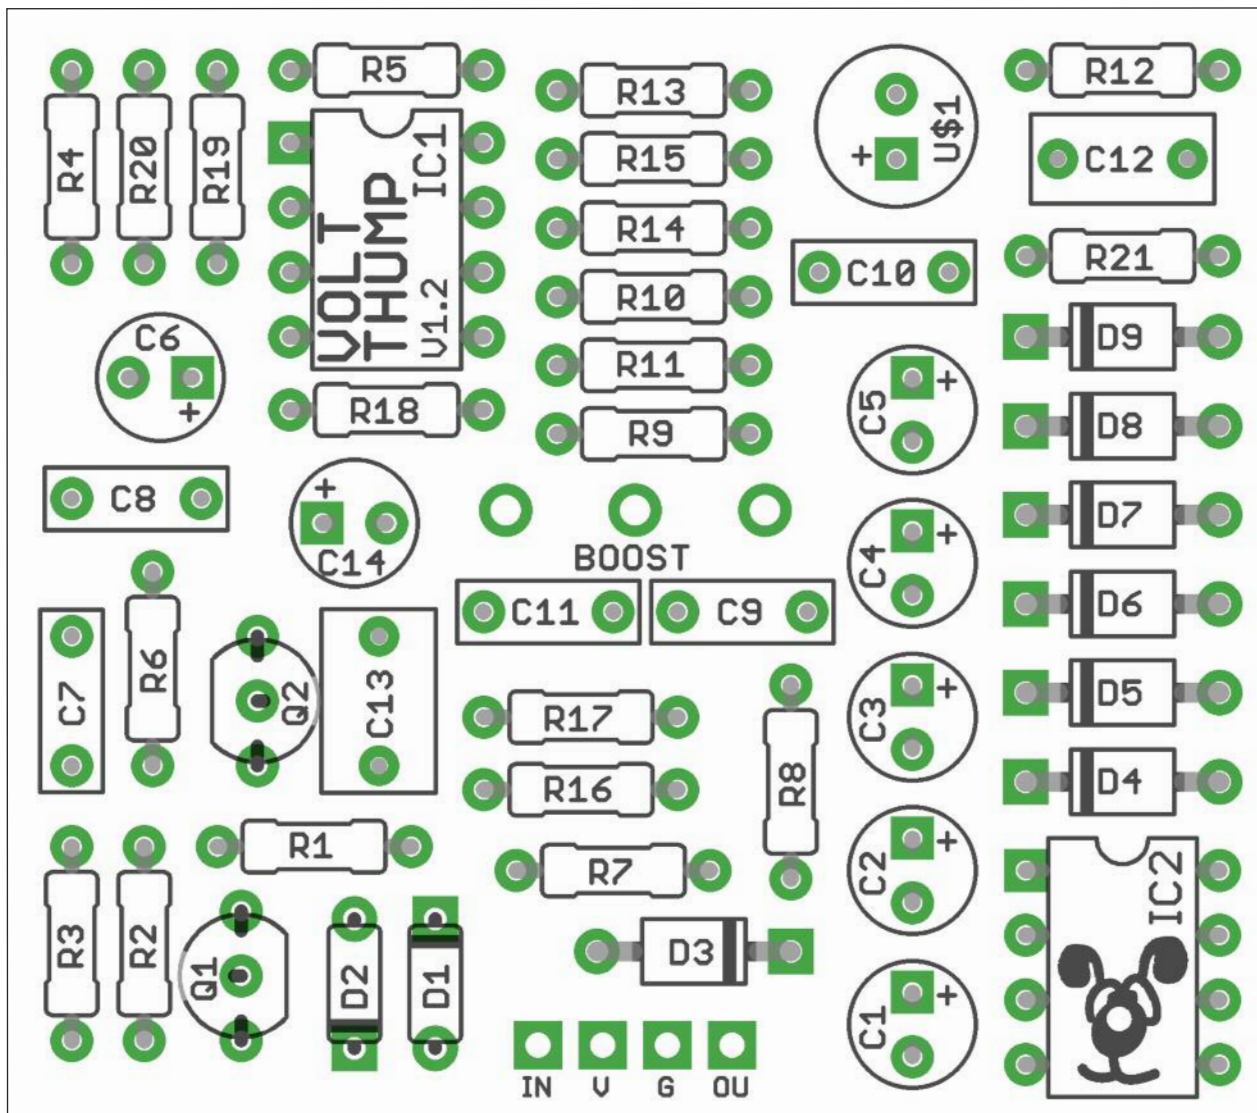 R5
R12
R13
R4
R20
R19
IC1
VOLT
THUMP
V1.2
R15
U$1
+
C12
R14
R21
C10
R10
D9
C6
+
R11
C5
+
R18
R9
D8
C8
+
C14
D7
BOOST
C4
+
C11
C9
D6
C7
R6
Q2
C13
R17
C3
+
D5
R16
R8
D4
R1
R7
C2
+
IC2
R3
R2
Q1
D2
D1
D3
C1
+
IN V G OU